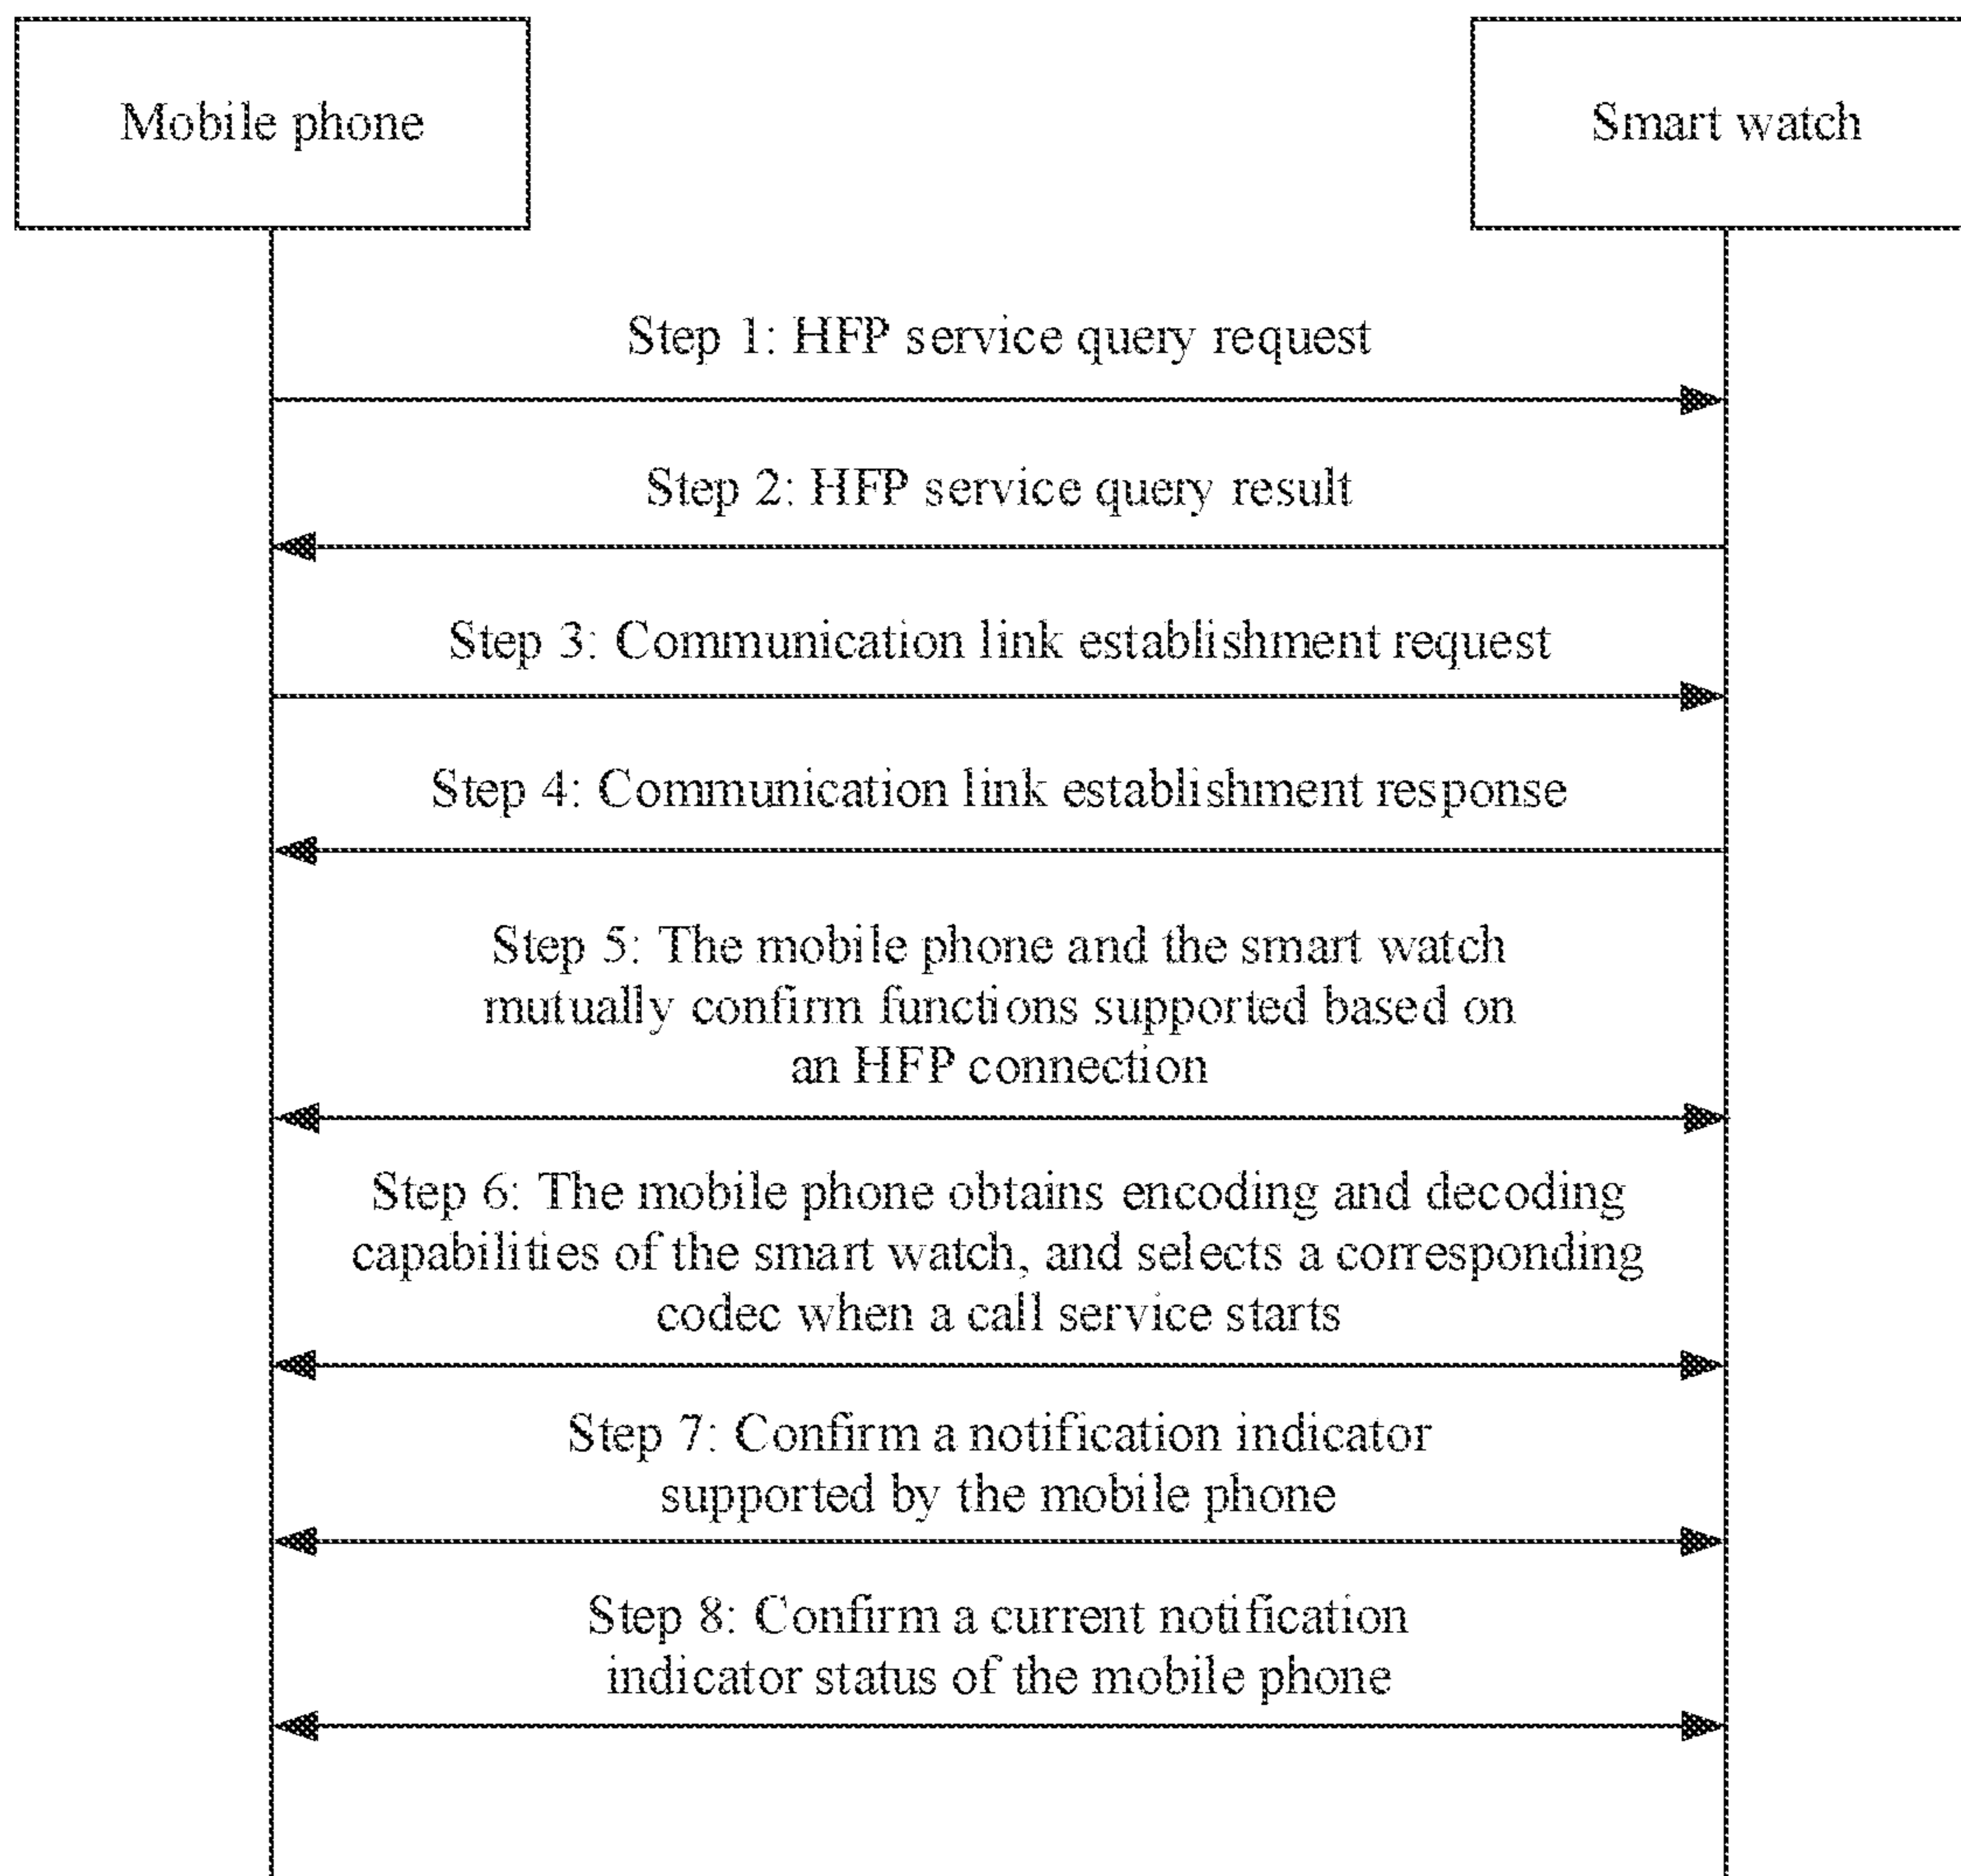 Mobile phone
Smart watch
Step 1: HFP service query request
Step 2: HFP service query result
Step 3: Communication link establishment request
Step 4: Communication link establishment response
Step 5: The mobile phone and the smart watch
mutually confirm functions supported based on
an HFP connection
Step 6: The mobile phone obtains encoding and decoding
capabilities of the smart watch, and selects a corresponding
codec when a call service starts
Step 7: Confirm a notification indicator
supported by the mobile phone
Step 8: Confirm a current notification
indicator status of the mobile phone